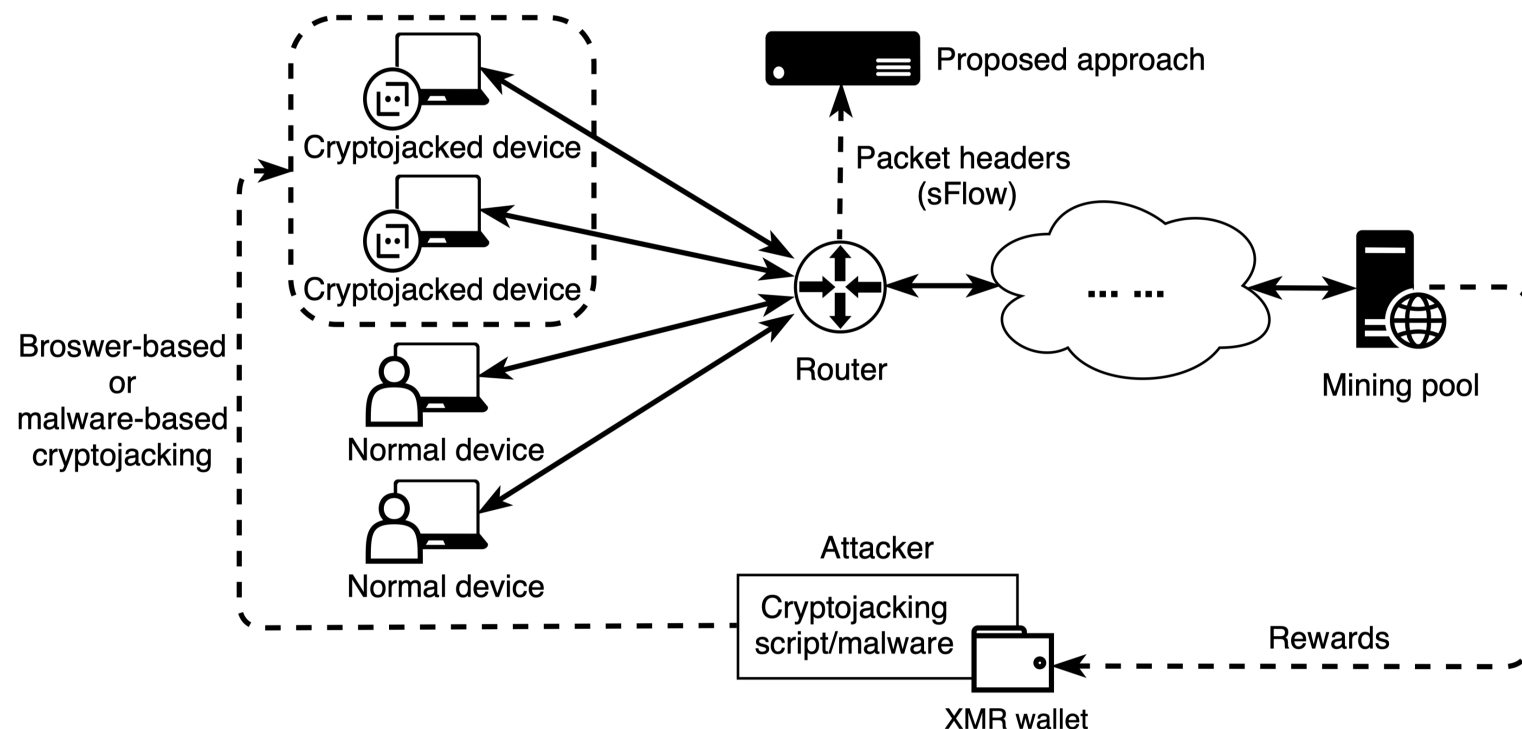 Proposed approach
Cryptojacked device
Packet headers
(sFlow)
Cryptojacked device
... ...
Broswer-based
or
malware-based
cryptojacking
Router
Mining pool
Normal device
Normal device
Attacker
Cryptojacking
script/malware
Rewards
XMR wallet